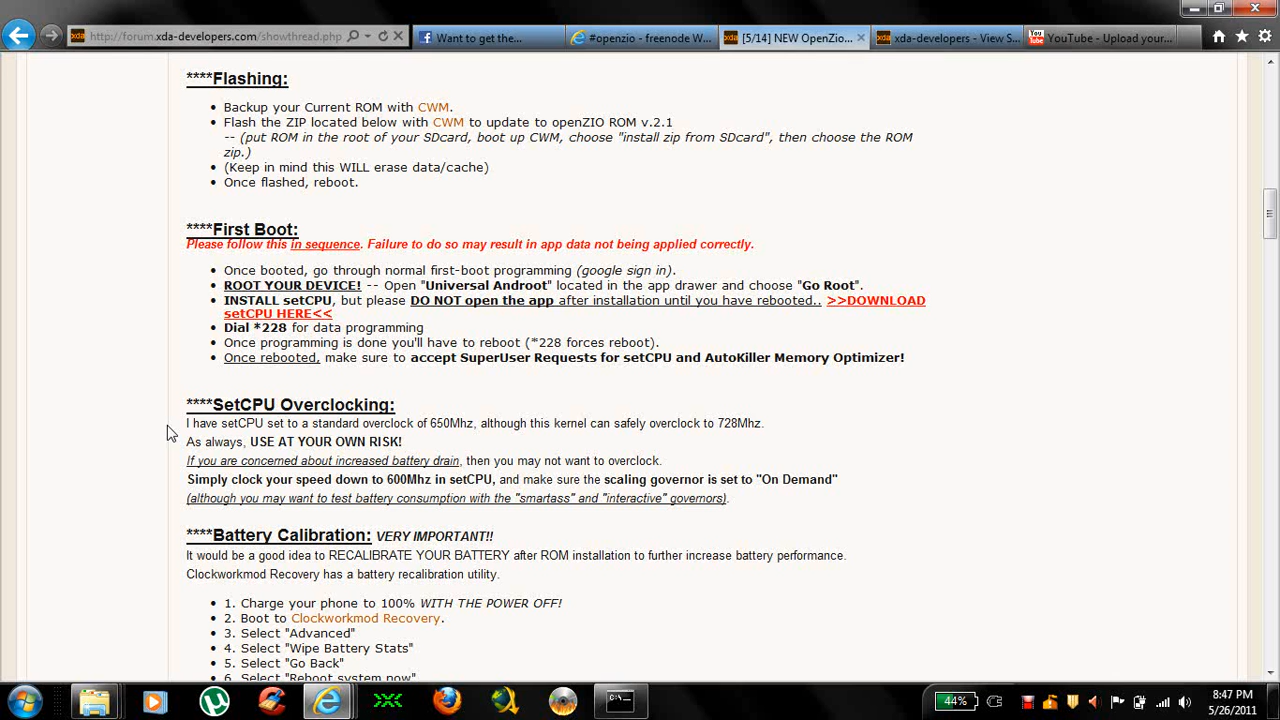 http://forum.xda-developers.com/showthread.php
Want to get the...
#openzio - freenode W...
[5/14] NEW OpenZio...
xda-developers - View S...
YouTube - Upload your...
****Flashing:
• Backup your Current ROM with CWM.
• Flash the ZIP located below with CWM to update to openZIO ROM v.2.1
-- (put ROM in the root of your SDcard, boot up CWM, choose "install zip from SDcard", then choose the ROM
zip.)
• (Keep in mind this WILL erase data/cache)
• Once flashed, reboot.
****First Boot:
Please follow this in sequence. Failure to do so may result in app data not being applied correctly.
• Once booted, go through normal first-boot programming (google sign in).
• ROOT YOUR DEVICE! -- Open "Universal Androot" located in the app drawer and choose "Go Root".
• INSTALL setCPU, but please DO NOT open the app after installation until you have rebooted.. >>DOWNLOAD
setCPU HERE<<
• Dial *228 for data programming
• Once programming is done you'll have to reboot (*228 forces reboot).
• Once rebooted, make sure to accept SuperUser Requests for setCPU and AutoKiller Memory Optimizer!
****SetCPU Overclocking:
I have setCPU set to a standard overclock of 650Mhz, although this kernel can safely overclock to 728Mhz.
As always, USE AT YOUR OWN RISK!
If you are concerned about increased battery drain, then you may not want to overclock.
Simply clock your speed down to 600Mhz in setCPU, and make sure the scaling governor is set to "On Demand"
(although you may want to test battery consumption with the "smartass" and "interactive" governors).
****Battery Calibration: VERY IMPORTANT!!
It would be a good idea to RECALIBRATE YOUR BATTERY after ROM installation to further increase battery performance.
Clockworkmod Recovery has a battery recalibration utility.
• 1. Charge your phone to 100% WITH THE POWER OFF!
• 2. Boot to Clockworkmod Recovery.
• 3. Select "Advanced"
• 4. Select "Wipe Battery Stats"
• 5. Select "Go Back"
• 6. Select "Reboot system now"
44%
8:47 PM
5/26/2011